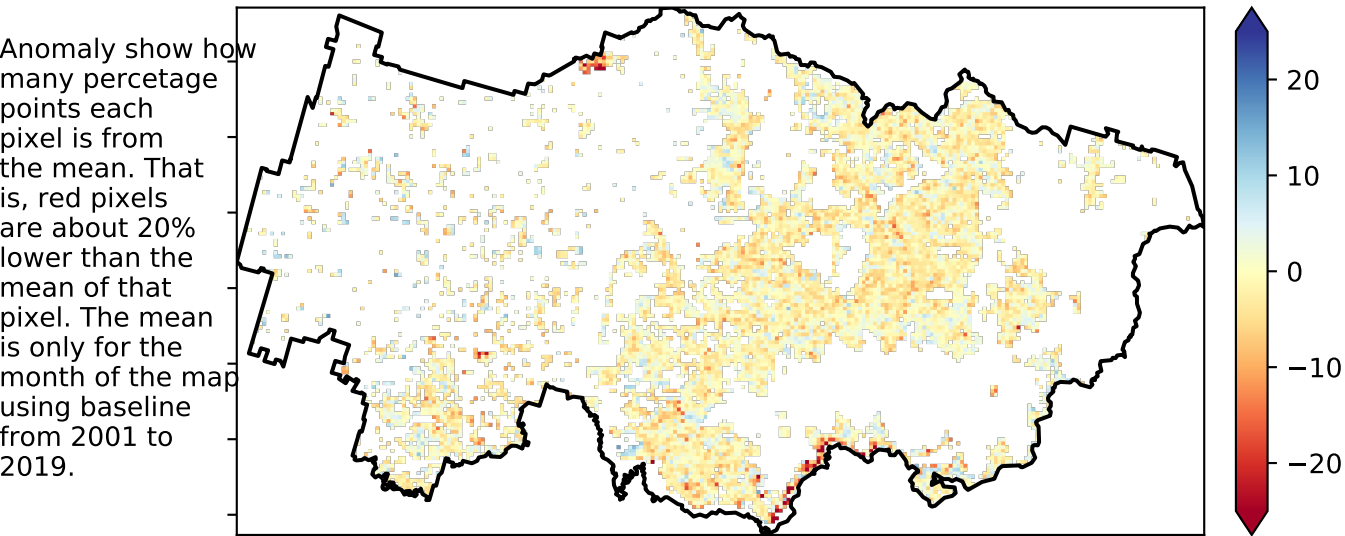 Anomaly show how
many percetage
points each
pixel is from
the mean. That
is, red pixels
are about 20%
lower than the
mean of that
pixel. The mean
is only for the
month of the map
using baseline
from 2001 to
2019.
20
10
0
−10
−20